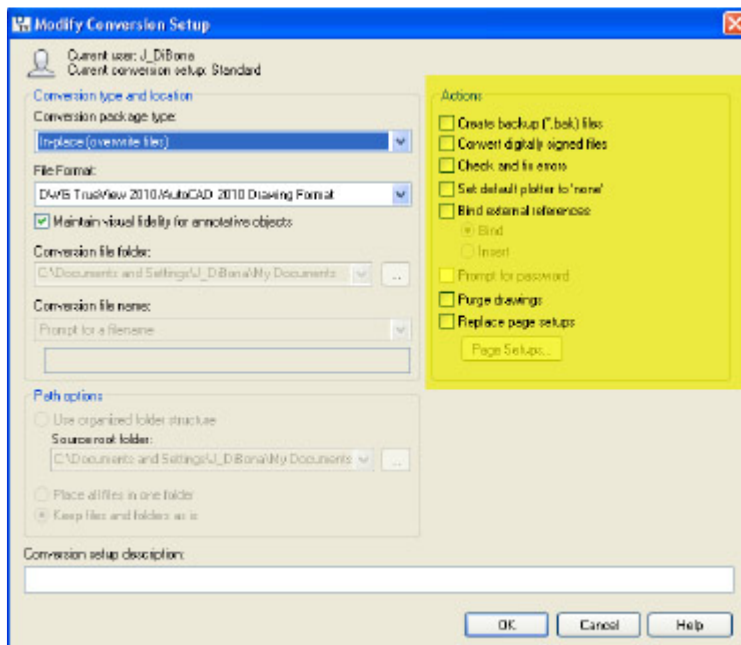 Modify Conversion Setup
Current user: J_DiBona
Current conversion setup: Standard
Conversion type and location
Conversion package type:
In-place (overwrite files)
File Format:
DWG TrueView 2010/AutoCAD 2010 Drawing Format
Maintain visual fidelity for annotative objects
Conversion file folder:
C:\Documents and Settings\J_DiBona\My Documents
...
Conversion file name:
Prompt for a filename
Path options
Use organized folder structure
Source root folder:
C:\Documents and Settings\J_DiBona\My Documents
...
Place all files in one folder
Keep files and folders as is
Actions
Create backup (*.bak) files
Convert digitally signed files
Check and fix errors
Set default plotter to 'none'
Bind external references
Bind
Insert
Prompt for password
Purge drawings
Replace page setups
Page Setups...
Conversion setup description:
OK
Cancel
Help